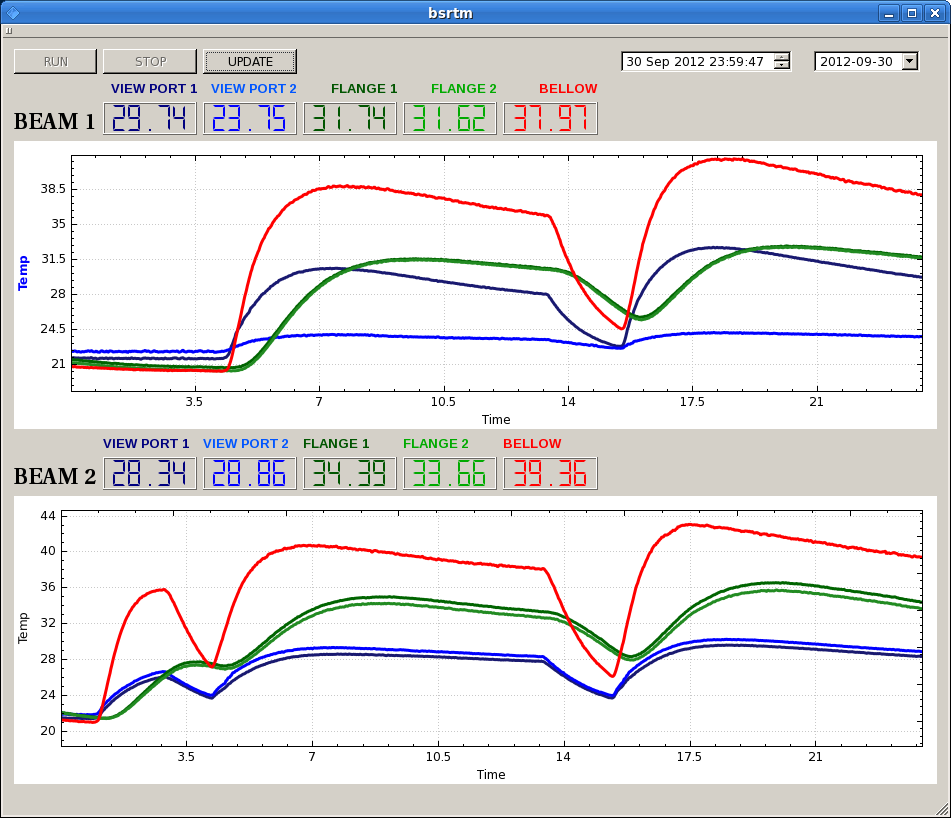 bsrtm
RUN STOP UPDATE 30 Sep 2012 23:59:47 2012-09-30
VIEW PORT 1 VIEW PORT 2 FLANGE 1 FLANGE 2 BELLOW
BEAM 1 29.74 23.75 31.74 31.62 37.97
38.5
35
31.5
28
24.5
21
Temp
3.5 7 10.5 14 17.5 21
Time
VIEW PORT 1 VIEW PORT 2 FLANGE 1 FLANGE 2 BELLOW
BEAM 2 28.34 28.86 34.39 33.66 39.36
44
40
36
32
28
24
20
Temp
3.5 7 10.5 14 17.5 21
Time